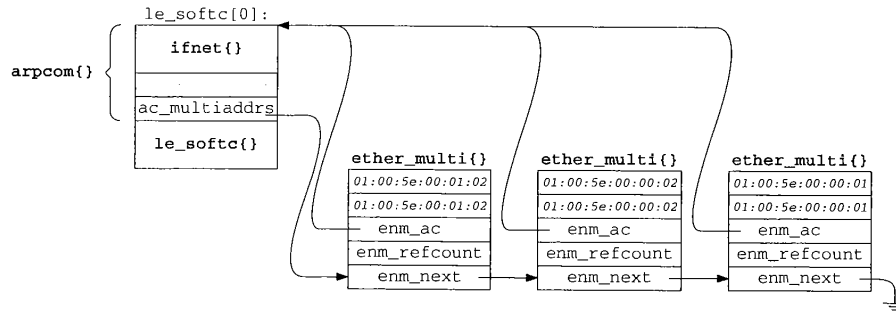 le_softc[0]:
ifnet{}
arpcom{}
ac_multiaddrs
le_softc{}
ether_multi{} ether_multi{} ether_multi{}
01:00:5e:00:01:02 01:00:5e:00:00:02 01:00:5e:00:00:01
01:00:5e:00:01:02 01:00:5e:00:00:02 01:00:5e:00:00:01
enm_ac enm_ac enm_ac
enm_refcount enm_refcount enm_refcount
enm_next enm_next enm_next